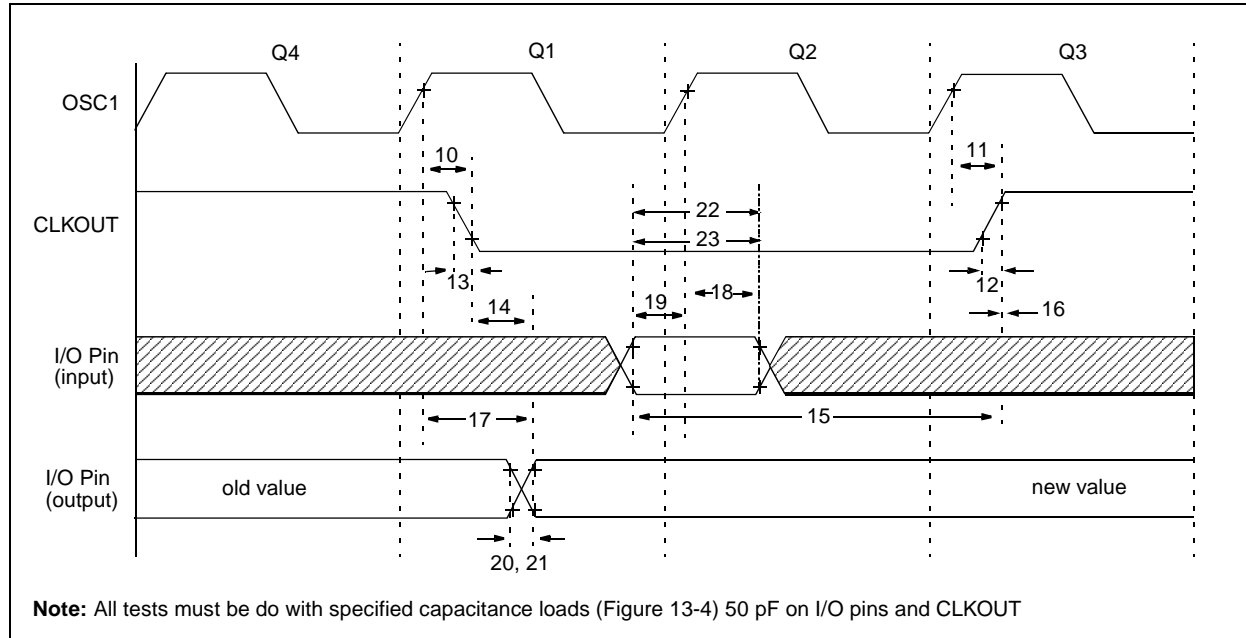 Q4 Q1 Q2 Q3
OSC1
10 11
22
CLKOUT
23
13 12
14 19 18 16
I/O Pin
(input)
17 15
I/O Pin
(output)
old value new value
20, 21
Note: All tests must be do with specified capacitance loads (Figure 13-4) 50 pF on I/O pins and CLKOUT